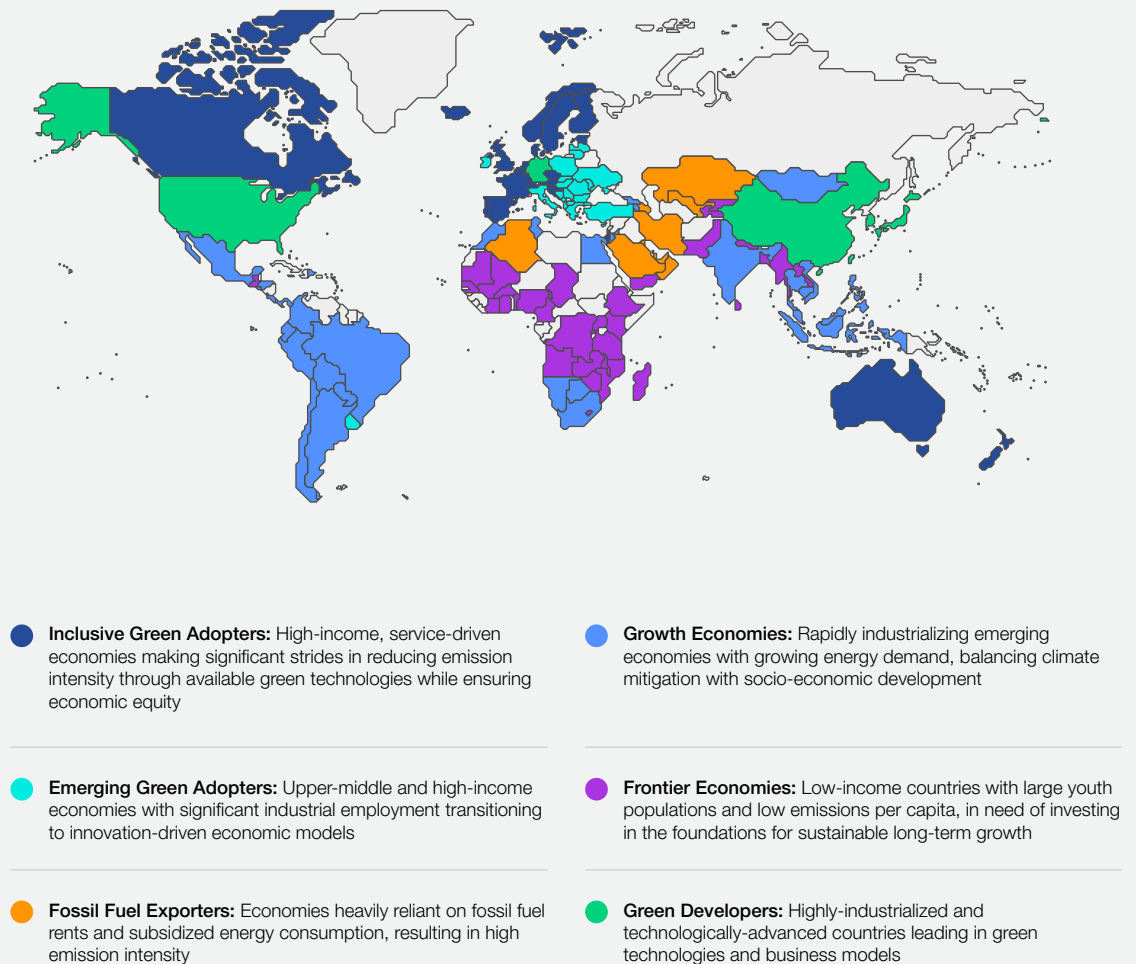 Inclusive Green Adopters: High-income, service-driven
economies making significant strides in reducing emission
intensity through available green technologies while ensuring
economic equity
Growth Economies: Rapidly industrializing emerging
economies with growing energy demand, balancing climate
mitigation with socio-economic development
Emerging Green Adopters: Upper-middle and high-income
economies with significant industrial employment transitioning
to innovation-driven economic models
Frontier Economies: Low-income countries with large youth
populations and low emissions per capita, in need of investing
in the foundations for sustainable long-term growth
Fossil Fuel Exporters: Economies heavily reliant on fossil fuel
rents and subsidized energy consumption, resulting in high
emission intensity
Green Developers: Highly-industrialized and
technologically-advanced countries leading in green
technologies and business models